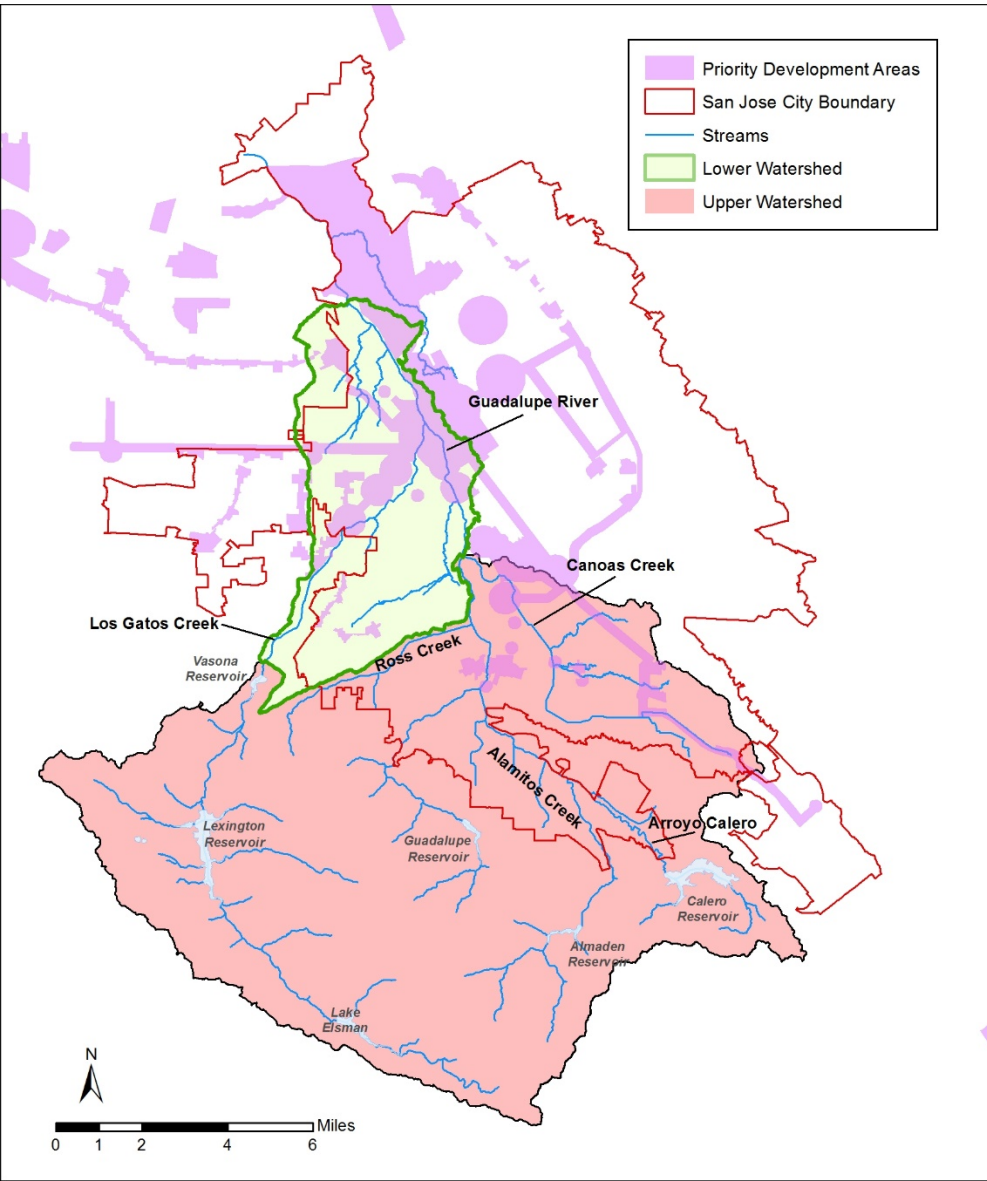 Priority Development Areas
San Jose City Boundary
Streams
Lower Watershed
Upper Watershed
Guadalupe River
Canoas Creek
Los Gatos Creek
Ross Creek
Vasona
Reservoir
Alamitos Creek
Arroyo Calero
Lexington
Reservoir
Guadalupe
Reservoir
Calero
Reservoir
Almaden
Reservoir
Lake
Elsman
N
Miles
0 1 2 4 6